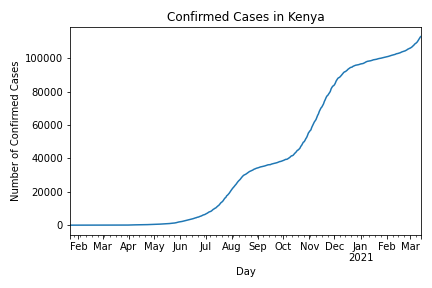 Confirmed Cases in Kenya
Number of Confirmed Cases
100000
80000
60000
40000
20000
0
Feb Mar Apr May Jun Jul Aug Sep Oct Nov Dec Jan Feb Mar
2021
Day